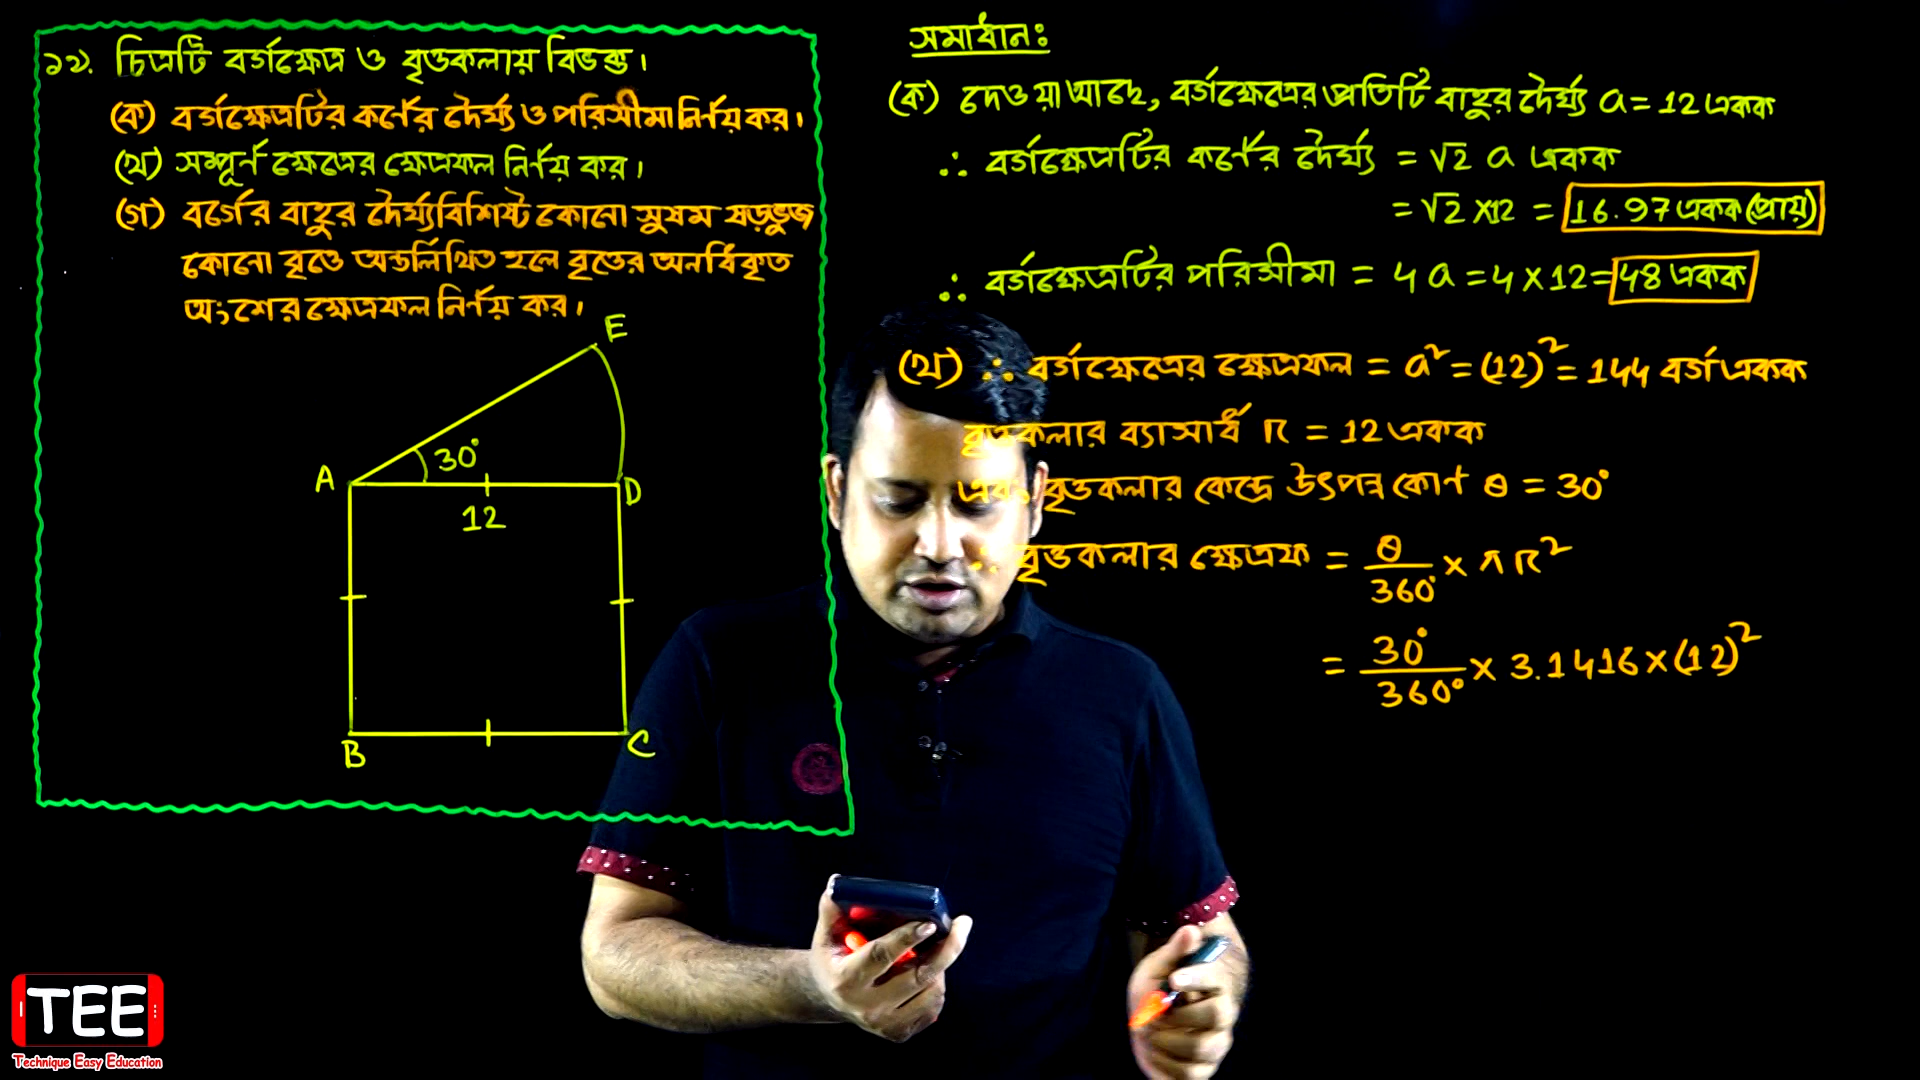 ১২. চিত্রটি বর্গক্ষেত্র ও বৃত্তকলায় বিভক্ত।
(ক) বর্গক্ষেত্রটির কর্ণের দৈর্ঘ্য ও পরিসীমা নির্ণয় কর।
(খ) সম্পূর্ণ ক্ষেত্রের ক্ষেত্রফল নির্ণয় কর।
(গ) বর্গের বাহুর দৈর্ঘ্যবিশিষ্ট কোনো সুষম ষড়ভুজ
কোনো বৃত্তে অন্তর্লিখিত হলে বৃত্তের অনধিকৃত
অংশের ক্ষেত্রফল নির্ণয় কর।
E
30°
A
D
12
B
C
সমাধানঃ
(ক) দেওয়া আছে, বর্গক্ষেত্রের প্রতিটি বাহুর দৈর্ঘ্য a = 12 একক
∴ বর্গক্ষেত্রটির কর্ণের দৈর্ঘ্য = √2 a একক
= √2 ×12 = 16.97 একক (প্রায়)
∴ বর্গক্ষেত্রটির পরিসীমা = 4a = 4 × 12 = 48 একক
(খ) ∴ বর্গক্ষেত্রের ক্ষেত্রফল = a² = (12)² = 144 বর্গ একক
বৃত্তকলার ব্যাসার্ধ r = 12 একক
এবং বৃত্তকলার কেন্দ্রে উৎপন্ন কোণ θ = 30°
∴ বৃত্তকলার ক্ষেত্রফ = θ/360° × π r²
= 30°/360° × 3.1416 × (12)²
TEE
Technique Easy Education